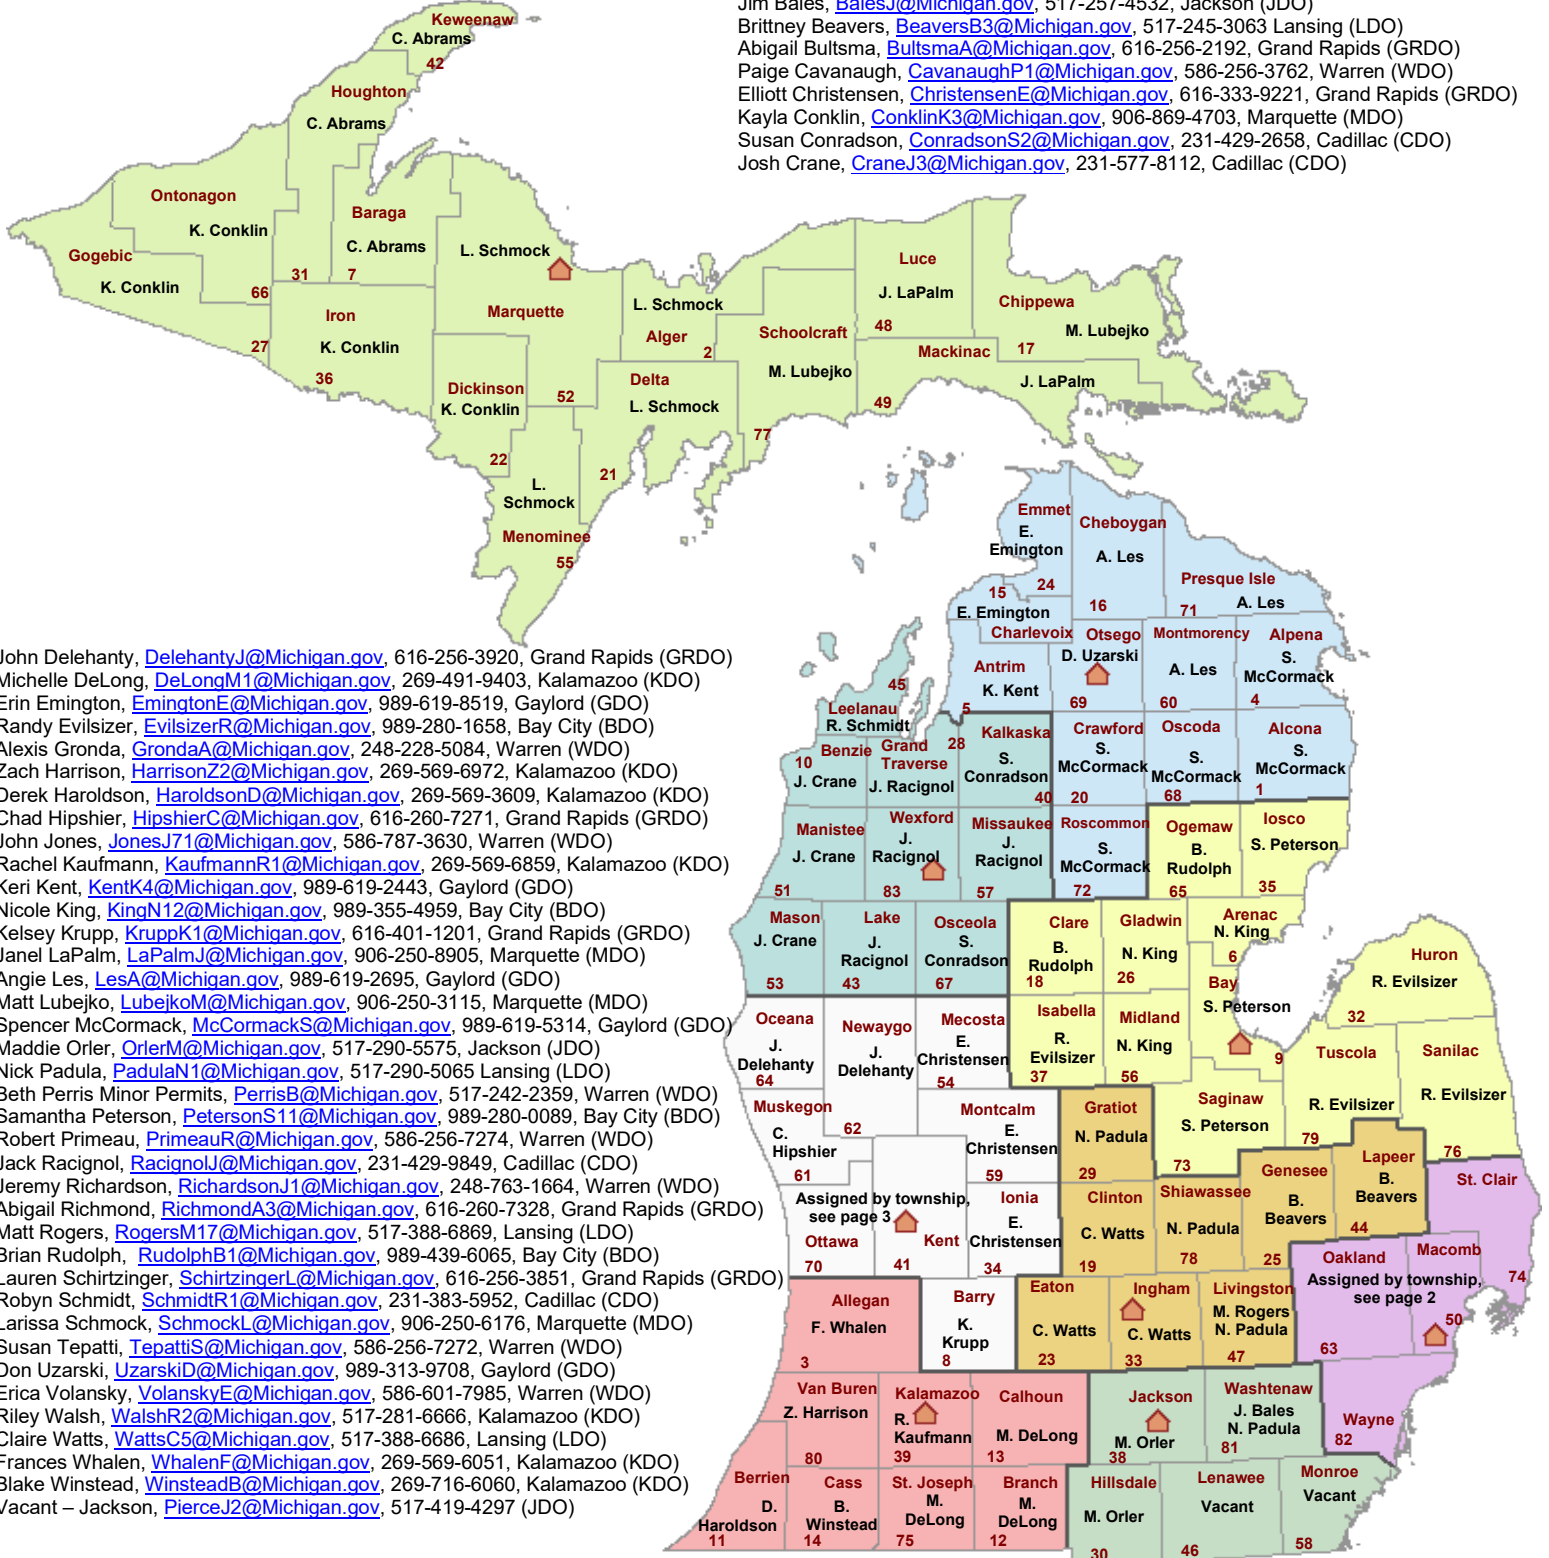 Jim Bales, BalesJ@Michigan.gov, 517-257-4532, Jackson (JDO)
Brittney Beavers, BeaversB3@Michigan.gov, 517-245-3063 Lansing (LDO)
Abigail Bultsma, BultsmaA@Michigan.gov, 616-256-2192, Grand Rapids (GRDO)
Paige Cavanaugh, CavanaughP1@Michigan.gov, 586-256-3762, Warren (WDO)
Elliott Christensen, ChristensenE@Michigan.gov, 616-333-9221, Grand Rapids (GRDO)
Kayla Conklin, ConklinK3@Michigan.gov, 906-869-4703, Marquette (MDO)
Susan Conradson, ConradsonS2@Michigan.gov, 231-429-2658, Cadillac (CDO)
Josh Crane, CraneJ3@Michigan.gov, 231-577-8112, Cadillac (CDO)
Keweenaw
C. Abrams
42
Houghton
C. Abrams
31
Ontonagon
K. Conklin
66
Baraga
C. Abrams
7
Gogebic
K. Conklin
27
Iron
K. Conklin
36
L. Schmock
Marquette
52
Dickinson
K. Conklin
22
L.
Schmock
Menominee
55
L. Schmock
Alger
2
Delta
L. Schmock
21
Schoolcraft
M. Lubejko
77
Luce
J. LaPalm
48
Chippewa
M. Lubejko
17
Mackinac
J. LaPalm
49
John Delehanty, DelehantyJ@Michigan.gov, 616-256-3920, Grand Rapids (GRDO)
Michelle DeLong, DeLongM1@Michigan.gov, 269-491-9403, Kalamazoo (KDO)
Erin Emington, EmingtonE@Michigan.gov, 989-619-8519, Gaylord (GDO)
Randy Evilsizer, EvilsizerR@Michigan.gov, 989-280-1658, Bay City (BDO)
Alexis Gronda, GrondaA@Michigan.gov, 248-228-5084, Warren (WDO)
Zach Harrison, HarrisonZ2@Michigan.gov, 269-569-6972, Kalamazoo (KDO)
Derek Haroldson, HaroldsonD@Michigan.gov, 269-569-3609, Kalamazoo (KDO)
Chad Hipshier, HipshierC@Michigan.gov, 616-260-7271, Grand Rapids (GRDO)
John Jones, JonesJ71@Michigan.gov, 586-787-3630, Warren (WDO)
Rachel Kaufmann, KaufmannR1@Michigan.gov, 269-569-6859, Kalamazoo (KDO)
Keri Kent, KentK4@Michigan.gov, 989-619-2443, Gaylord (GDO)
Nicole King, KingN12@Michigan.gov, 989-355-4959, Bay City (BDO)
Kelsey Krupp, KruppK1@Michigan.gov, 616-401-1201, Grand Rapids (GRDO)
Janel LaPalm, LaPalmJ@Michigan.gov, 906-250-8905, Marquette (MDO)
Angie Les, LesA@Michigan.gov, 989-619-2695, Gaylord (GDO)
Matt Lubejko, LubejkoM@Michigan.gov, 906-250-3115, Marquette (MDO)
Spencer McCormack, McCormackS@Michigan.gov, 989-619-5314, Gaylord (GDO)
Maddie Orler, OrlerM@Michigan.gov, 517-290-5575, Jackson (JDO)
Nick Padula, PadulaN1@Michigan.gov, 517-290-5065 Lansing (LDO)
Beth Perris Minor Permits, PerrisB@Michigan.gov, 517-242-2359, Warren (WDO)
Samantha Peterson, PetersonS11@Michigan.gov, 989-280-0089, Bay City (BDO)
Robert Primeau, PrimeauR@Michigan.gov, 586-256-7274, Warren (WDO)
Jack Racignol, RacignolJ@Michigan.gov, 231-429-9849, Cadillac (CDO)
Jeremy Richardson, RichardsonJ1@Michigan.gov, 248-763-1664, Warren (WDO)
Abigail Richmond, RichmondA3@Michigan.gov, 616-260-7328, Grand Rapids (GRDO)
Matt Rogers, RogersM17@Michigan.gov, 517-388-6869, Lansing (LDO)
Brian Rudolph, RudolphB1@Michigan.gov, 989-439-6065, Bay City (BDO)
Lauren Schirtzinger, SchirtzingerL@Michigan.gov, 616-256-3851, Grand Rapids (GRDO)
Robyn Schmidt, SchmidtR1@Michigan.gov, 231-383-5952, Cadillac (CDO)
Larissa Schmock, SchmockL@Michigan.gov, 906-250-6176, Marquette (MDO)
Susan Tepatti, TepattiS@Michigan.gov, 586-256-7272, Warren (WDO)
Don Uzarski, UzarskiD@Michigan.gov, 989-313-9708, Gaylord (GDO)
Erica Volansky, VolanskyE@Michigan.gov, 586-601-7985, Warren (WDO)
Riley Walsh, WalshR2@Michigan.gov, 517-281-6666, Kalamazoo (KDO)
Claire Watts, WattsC5@Michigan.gov, 517-388-6686, Lansing (LDO)
Frances Whalen, WhalenF@Michigan.gov, 269-569-6051, Kalamazoo (KDO)
Blake Winstead, WinsteadB@Michigan.gov, 269-716-6060, Kalamazoo (KDO)
Vacant – Jackson, PierceJ2@Michigan.gov, 517-419-4297 (JDO)
Emmet
E.
Emington
24
Cheboygan
A. Les
16
Presque Isle
A. Les
71
15
E. Emington
Charlevoix
Otsego
D. Uzarski
69
Montmorency
A. Les
60
Alpena
S.
McCormack
4
Antrim
K. Kent
5
45
Leelanau
R. Schmidt
Benzie
10
J. Crane
Grand
Traverse
28
J. Racignol
Kalkaska
S.
Conradson
40
Crawford
S.
McCormack
20
Oscoda
S.
McCormack
68
Alcona
S.
McCormack
1
Manistee
J. Crane
51
Wexford
J.
Racignol
83
Missaukee
J.
Racignol
57
Roscommon
S.
McCormack
72
Ogemaw
B.
Rudolph
65
Iosco
S. Peterson
35
Mason
J. Crane
53
Lake
J.
Racignol
43
Osceola
S.
Conradson
67
Clare
B.
Rudolph
18
Gladwin
N. King
26
Arenac
N. King
6
Bay
S. Peterson
9
Huron
R. Evilsizer
32
Oceana
J.
Delehanty
64
Newaygo
J.
Delehanty
62
Mecosta
E.
Christensen
54
Isabella
R.
Evilsizer
37
Midland
N. King
56
Tuscola
R. Evilsizer
79
Sanilac
R. Evilsizer
76
Muskegon
C.
Hipshier
61
Montcalm
E.
Christensen
59
Gratiot
N. Padula
29
Saginaw
S. Peterson
73
Genesee
B.
Beavers
25
Lapeer
B.
Beavers
44
St. Clair
74
Assigned by township,
see page 3
Ottawa
70
Kent
41
Ionia
E.
Christensen
34
Clinton
C. Watts
19
Shiawassee
N. Padula
78
Oakland
Macomb
Assigned by township,
see page 2
63
50
Allegan
F. Whalen
3
Barry
K.
Krupp
8
Eaton
C. Watts
23
Ingham
C. Watts
33
Livingston
M. Rogers
N. Padula
47
Van Buren
Z. Harrison
80
Kalamazoo
R.
Kaufmann
39
Calhoun
M. DeLong
13
Jackson
M. Orler
38
Washtenaw
J. Bales
N. Padula
81
Wayne
82
Berrien
D.
Haroldson
11
Cass
B.
Winstead
14
St. Joseph
M.
DeLong
75
Branch
M.
DeLong
12
Hillsdale
M. Orler
30
Lenawee
Vacant
46
Monroe
Vacant
58